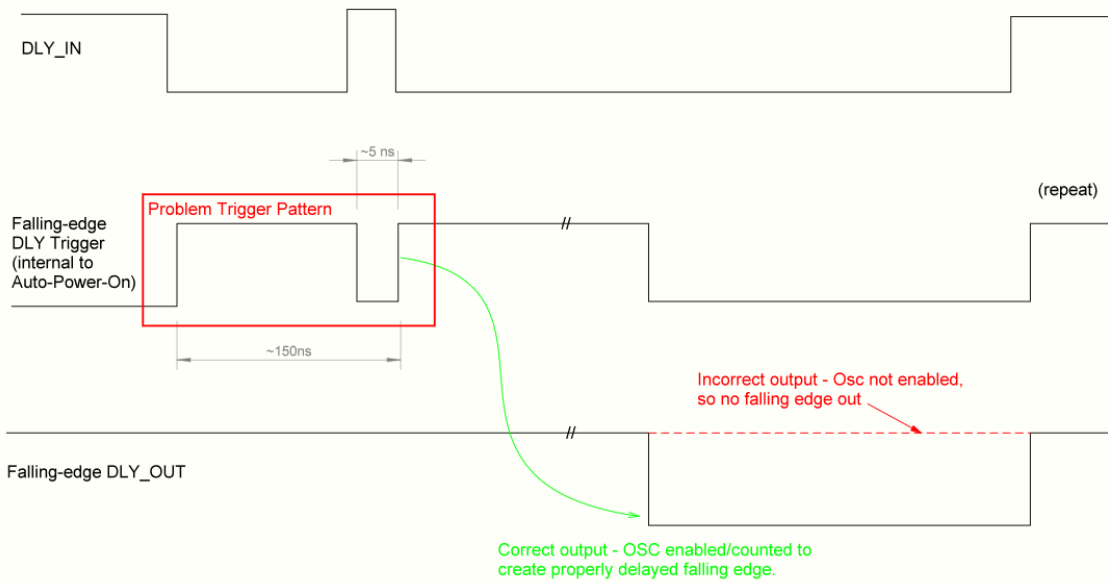 DLY_IN
~5 ns
(repeat)
Problem Trigger Pattern
Falling-edge
DLY Trigger
(internal to
Auto-Power-On)
//
~150ns
Incorrect output - Osc not enabled,
so no falling edge out
//
Falling-edge DLY_OUT
Correct output - OSC enabled/counted to
create properly delayed falling edge.